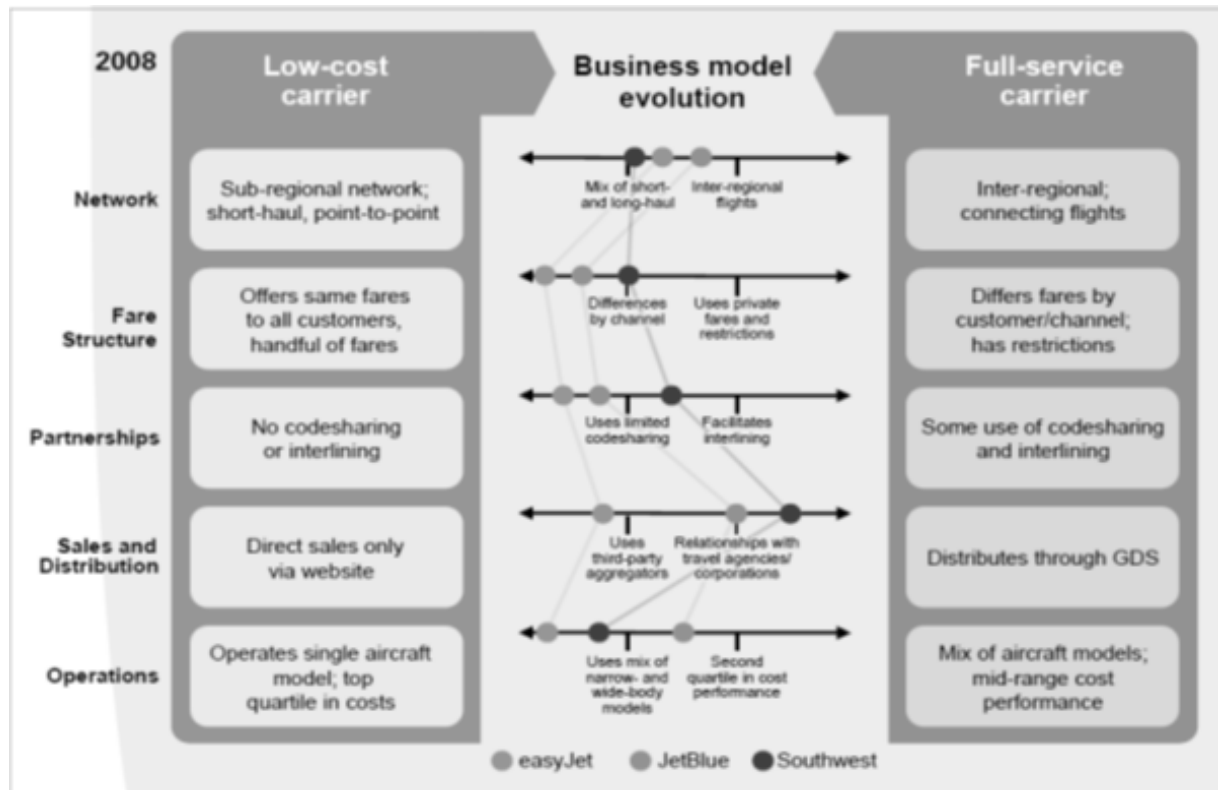 2008
Low-cost
carrier
Business model
evolution
Full-service
carrier
Network
Sub-regional network;
short-haul, point-to-point
Mix of short-
and long-haul
Inter-regional
flights
Inter-regional;
connecting flights
Fare
Structure
Offers same fares
to all customers,
handful of fares
Differences
by channel
Uses private
fares and
restrictions
Differs fares by
customer/channel;
has restrictions
Partnerships
No codesharing
or interlining
Uses limited
codesharing
Facilitates
interlining
Some use of codesharing
and interlining
Sales and
Distribution
Direct sales only
via website
Uses
third-party
aggregators
Relationships with
travel agencies/
corporations
Distributes through GDS
Operations
Operates single aircraft
model; top
quartile in costs
Uses mix of
narrow- and
wide-body
models
Second
quartile in cost
performance
Mix of aircraft models;
mid-range cost
performance
easyJet
JetBlue
Southwest